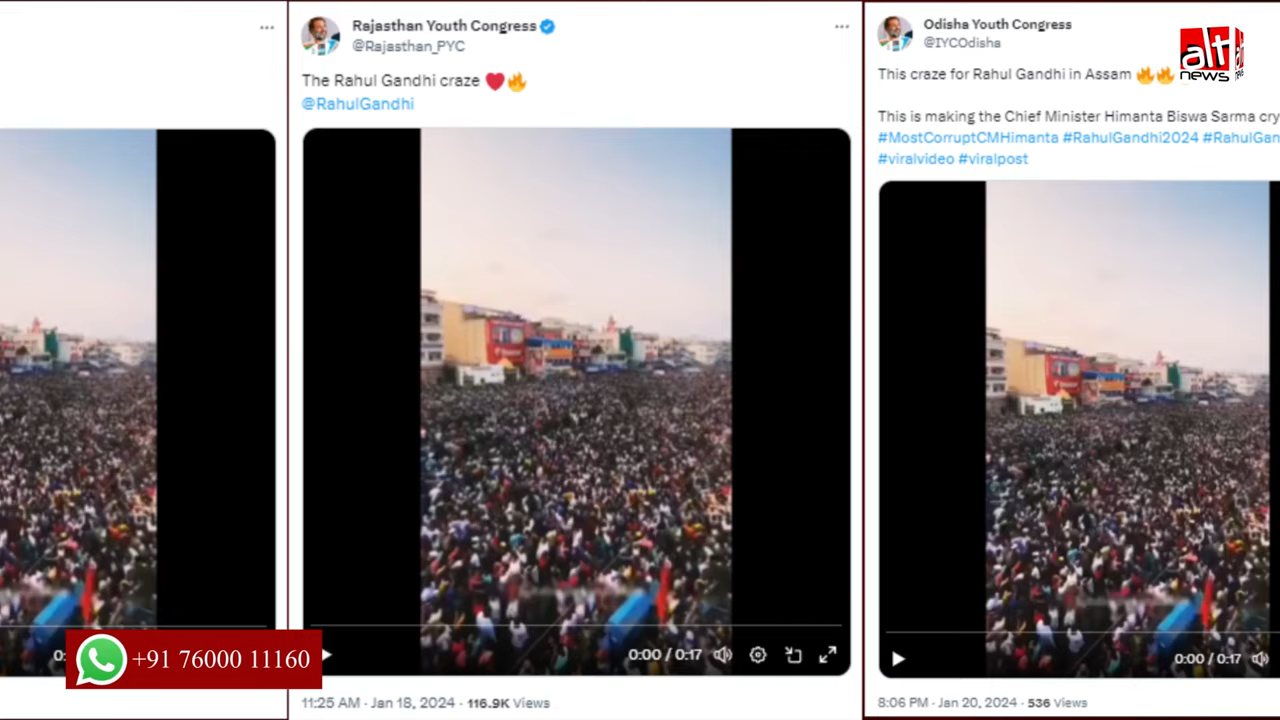 Rajasthan Youth Congress
@Rajasthan_PYC
The Rahul Gandhi craze ❤️🔥
@RahulGandhi
0:00 / 0:17
11:25 AM · Jan 18, 2024 · 116.9K Views
Odisha Youth Congress
@IYCOdisha
This craze for Rahul Gandhi in Assam 🔥🔥
This is making the Chief Minister Himanta Biswa Sarma cry
#MostCorruptCMHimanta #RahulGandhi2024 #RahulGan
#viralvideo #viralpost
0:00 / 0:17
8:06 PM · Jan 20, 2024 · 536 Views
alt
news
0:
+91 76000 11160